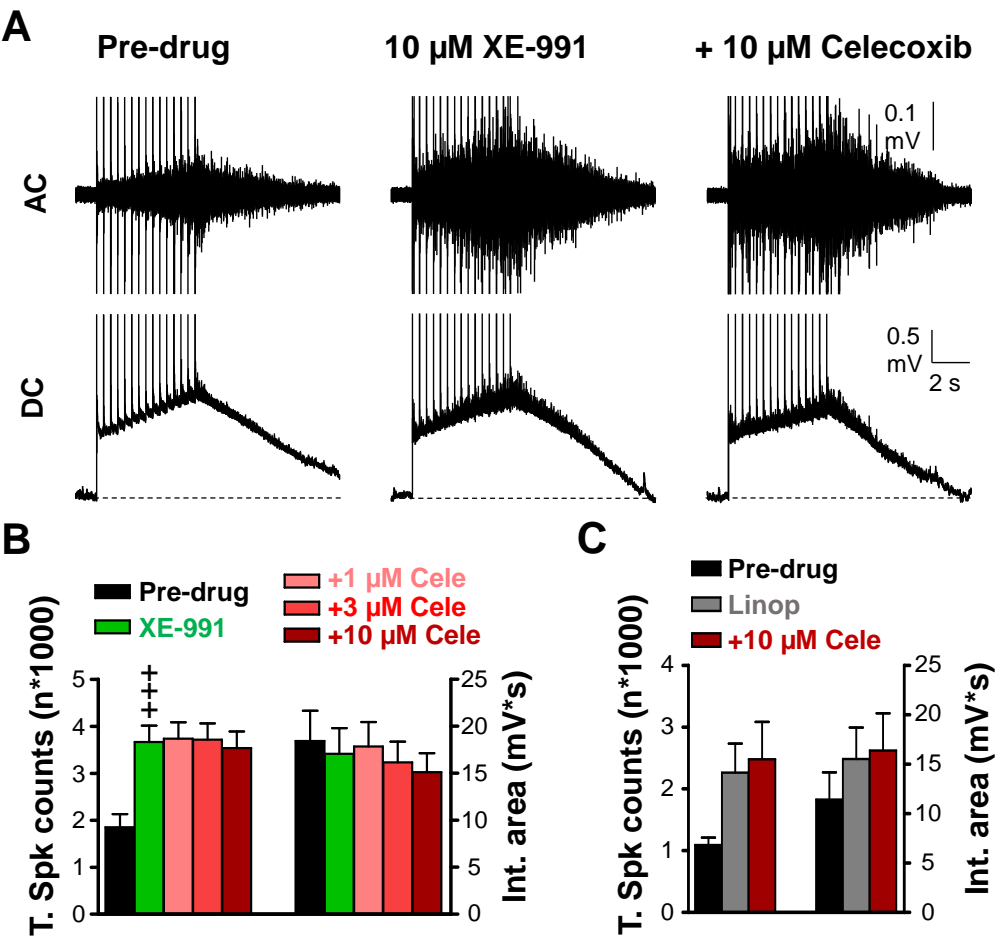 A
Pre-drug 10 µM XE-991 + 10 µM Celecoxib
0.1
mV
AC
0.5
mV
2 s
DC
B
Pre-drug
XE-991
+1 µM Cele
+3 µM Cele
+10 µM Cele
T. Spk counts (n*1000)
5
4
3
2
1
0
+++
25
20
15
10
5
0
Int. area (mV*s)
C
Pre-drug
Linop
+10 µM Cele
T. Spk counts (n*1000)
4
3
2
1
0
25
20
15
10
5
0
Int. area (mV*s)